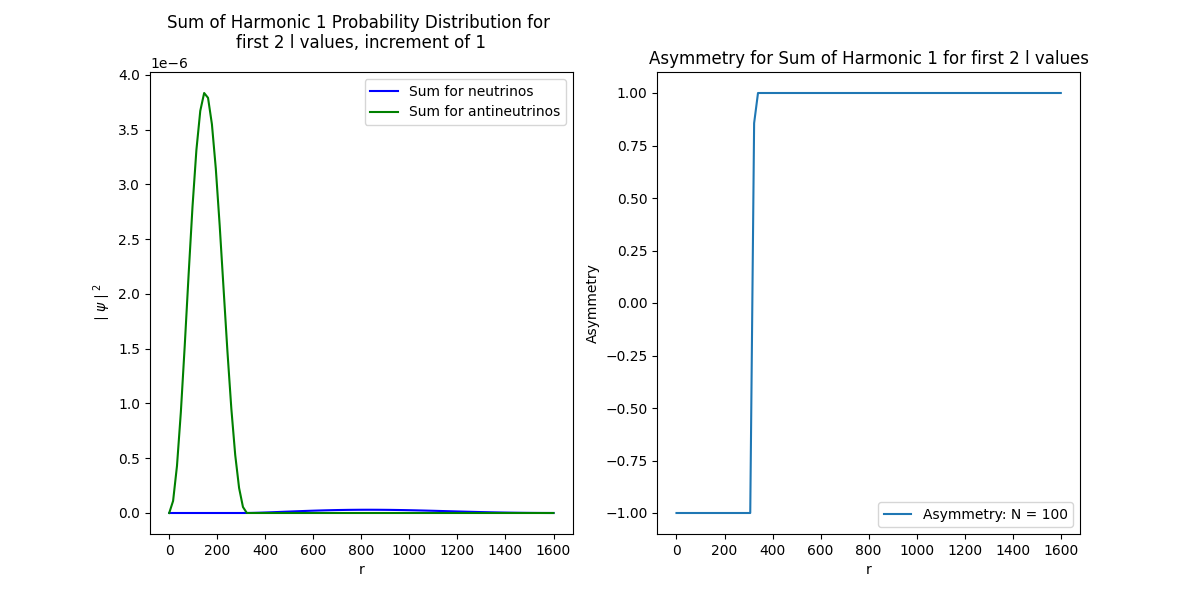 Sum of Harmonic 1 Probability Distribution for
first 2 l values, increment of 1
1e−6
4.0
3.5
3.0
2.5
2.0
1.5
1.0
0.5
0.0
| ψ | ²
Sum for neutrinos
Sum for antineutrinos
0 200 400 600 800 1000 1200 1400 1600
r
Asymmetry for Sum of Harmonic 1 for first 2 l values
1.00
0.75
0.50
0.25
0.00
−0.25
−0.50
−0.75
−1.00
Asymmetry
Asymmetry: N = 100
0 200 400 600 800 1000 1200 1400 1600
r